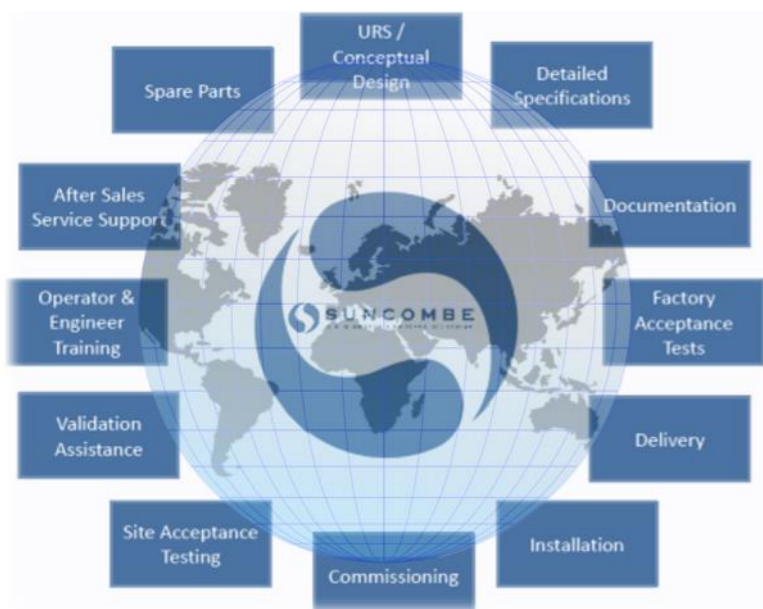 URS /
Conceptual
Design
Detailed
Specifications
Documentation
Factory
Acceptance
Tests
Delivery
Installation
Commissioning
Site Acceptance
Testing
Validation
Assistance
Operator &
Engineer
Training
After Sales
Service Support
Spare Parts
SUNCOMBE